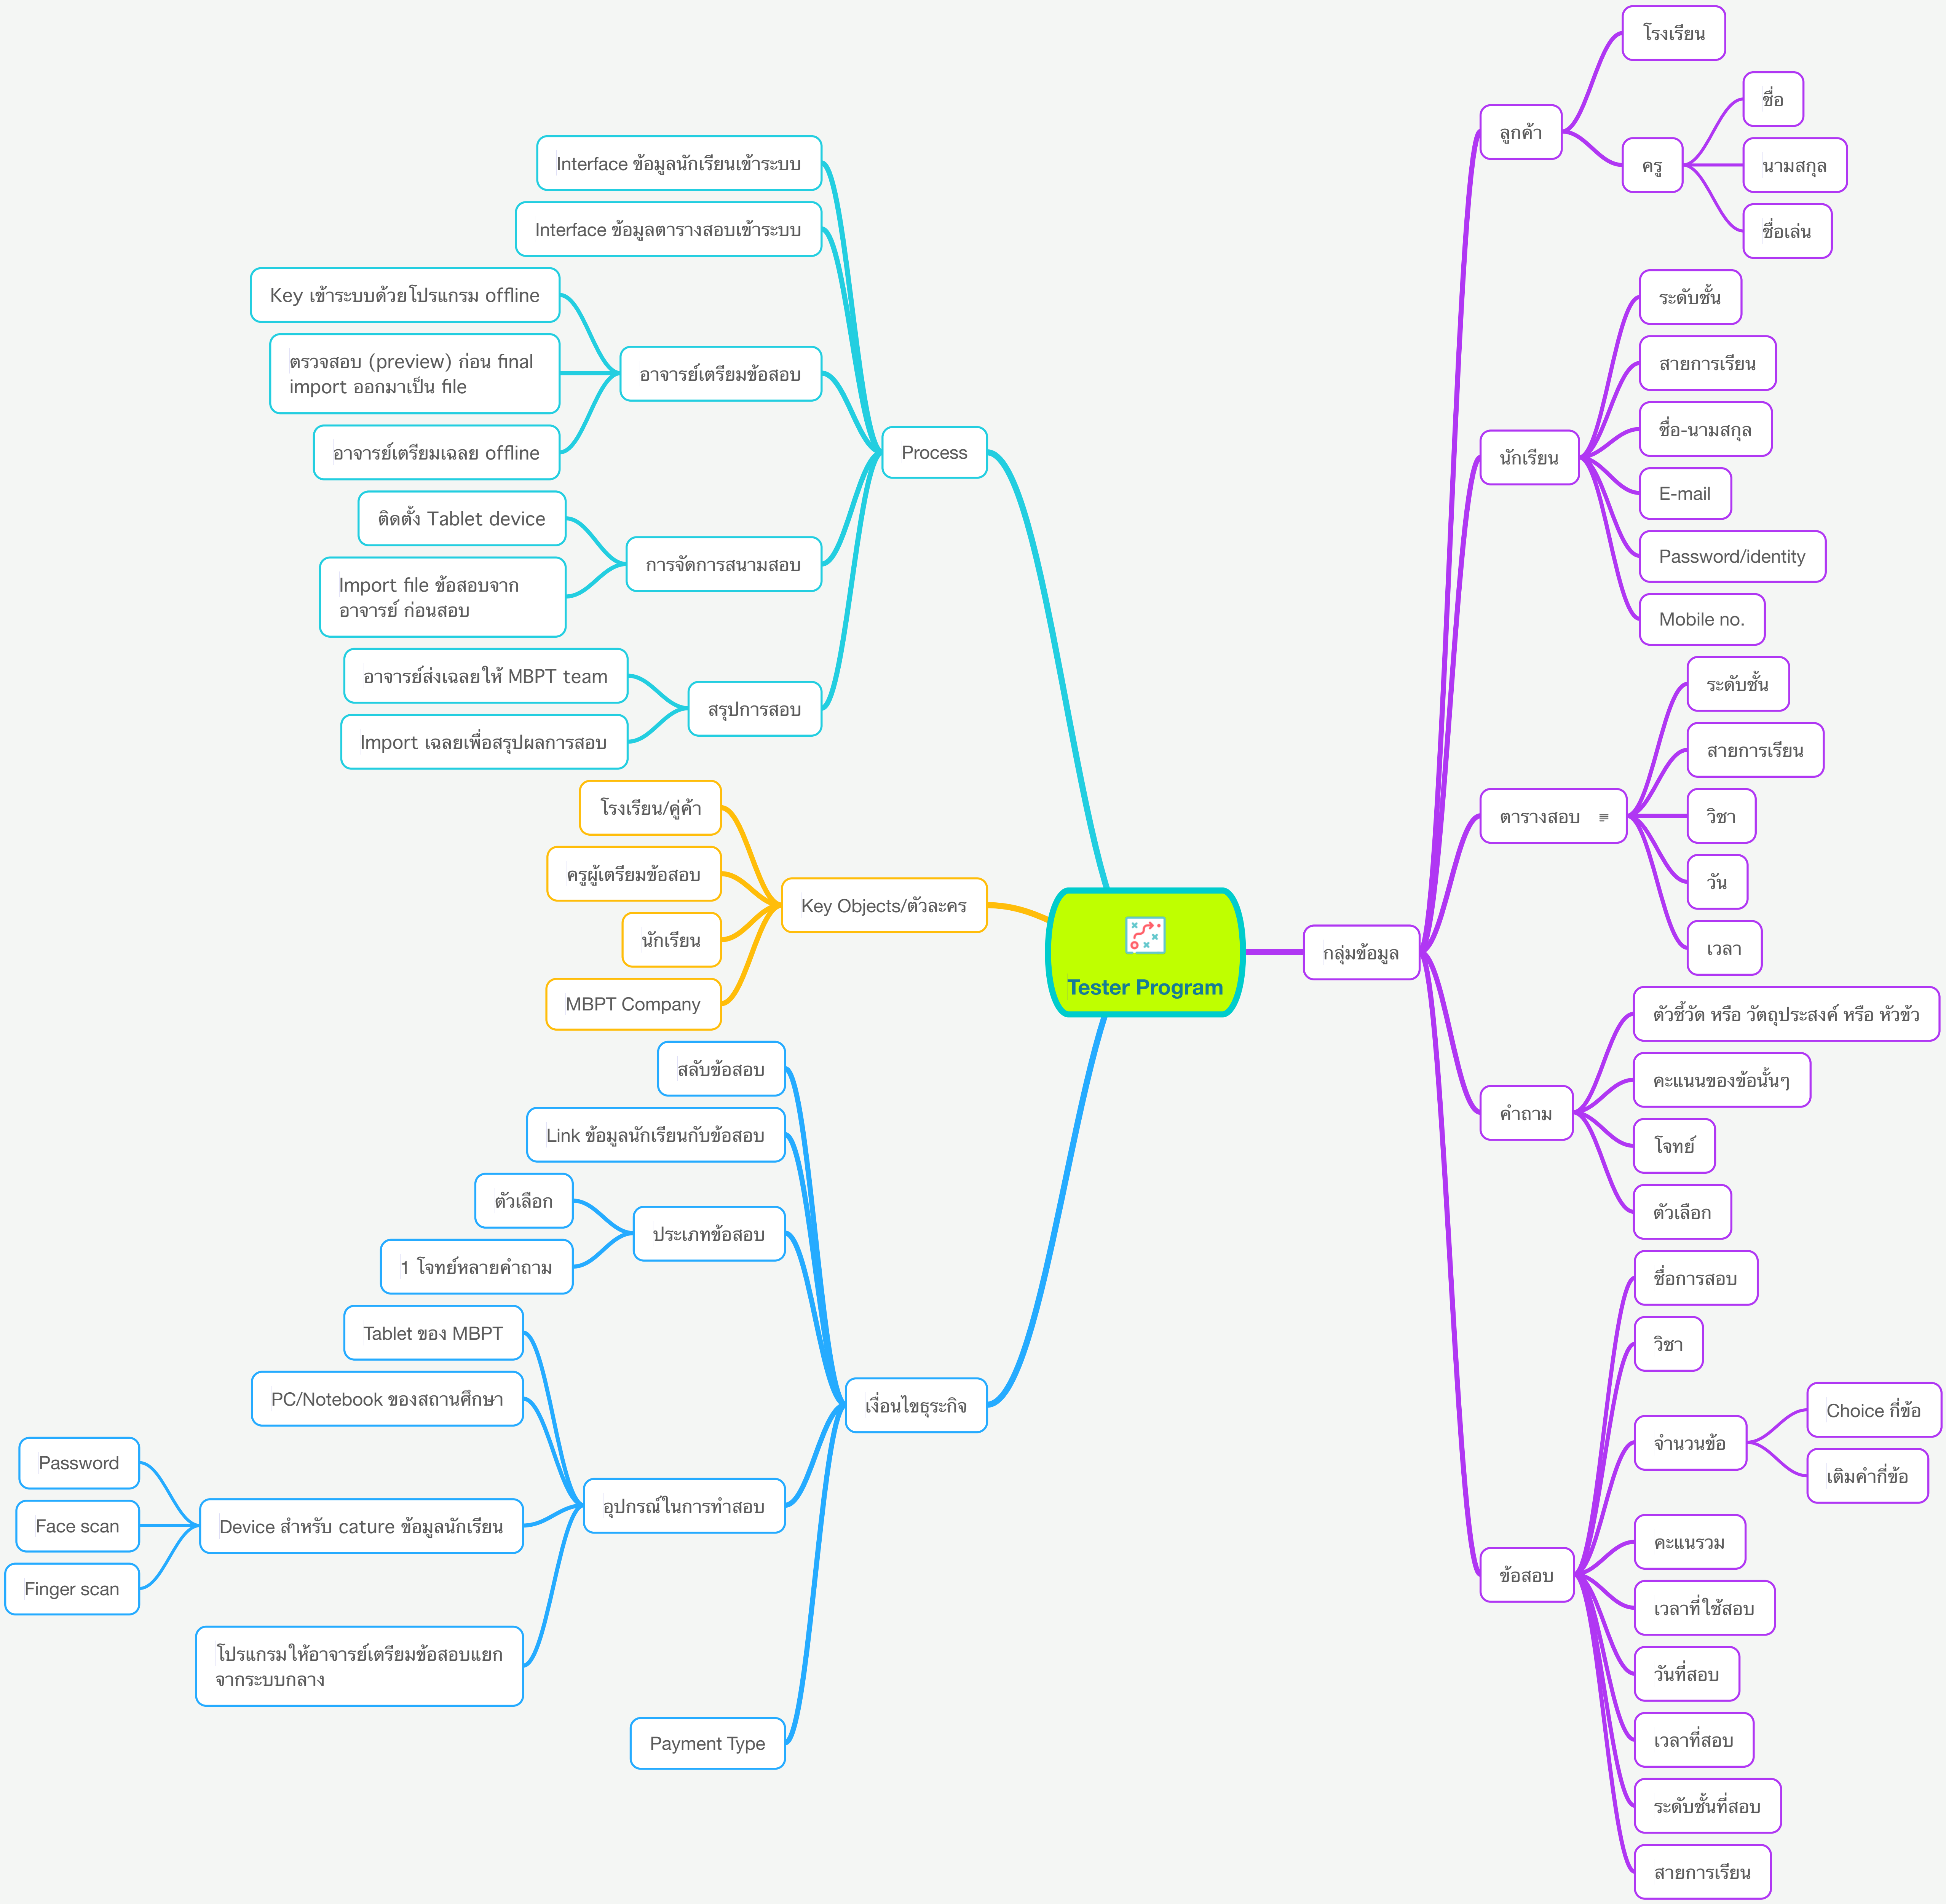 Tester Program
กลุ่มข้อมูล
ลูกค้า
โรงเรียน
ครู
ชื่อ
นามสกุล
ชื่อเล่น
นักเรียน
ระดับชั้น
สายการเรียน
ชื่อ-นามสกุล
E-mail
Password/identity
Mobile no.
ตารางสอบ
ระดับชั้น
สายการเรียน
วิชา
วัน
เวลา
คำถาม
ตัวชี้วัด หรือ วัตถุประสงค์ หรือ หัวข้ว
คะแนนของข้อนั้นๆ
โจทย์
ตัวเลือก
ข้อสอบ
ชื่อการสอบ
วิชา
จำนวนข้อ
Choice กี่ข้อ
เติมคำกี่ข้อ
คะแนรวม
เวลาที่ใช้สอบ
วันที่สอบ
เวลาที่สอบ
ระดับชั้นที่สอบ
สายการเรียน
Process
Interface ข้อมูลนักเรียนเข้าระบบ
Interface ข้อมูลตารางสอบเข้าระบบ
อาจารย์เตรียมข้อสอบ
Key เข้าระบบด้วยโปรแกรม offline
ตรวจสอบ (preview) ก่อน final
import ออกมาเป็น file
อาจารย์เตรียมเฉลย offline
การจัดการสนามสอบ
ติดตั้ง Tablet device
Import file ข้อสอบจาก
อาจารย์ ก่อนสอบ
สรุปการสอบ
อาจารย์ส่งเฉลยให้ MBPT team
Import เฉลยเพื่อสรุปผลการสอบ
Key Objects/ตัวละคร
โรงเรียน/คู่ค้า
ครูผู้เตรียมข้อสอบ
นักเรียน
MBPT Company
เงื่อนไขธุระกิจ
สลับข้อสอบ
Link ข้อมูลนักเรียนกับข้อสอบ
ประเภทข้อสอบ
ตัวเลือก
1 โจทย์หลายคำถาม
อุปกรณ์ในการทำสอบ
Tablet ของ MBPT
PC/Notebook ของสถานศึกษา
Device สำหรับ cature ข้อมูลนักเรียน
Password
Face scan
Finger scan
โปรแกรมให้อาจารย์เตรียมข้อสอบแยก
จากระบบกลาง
Payment Type